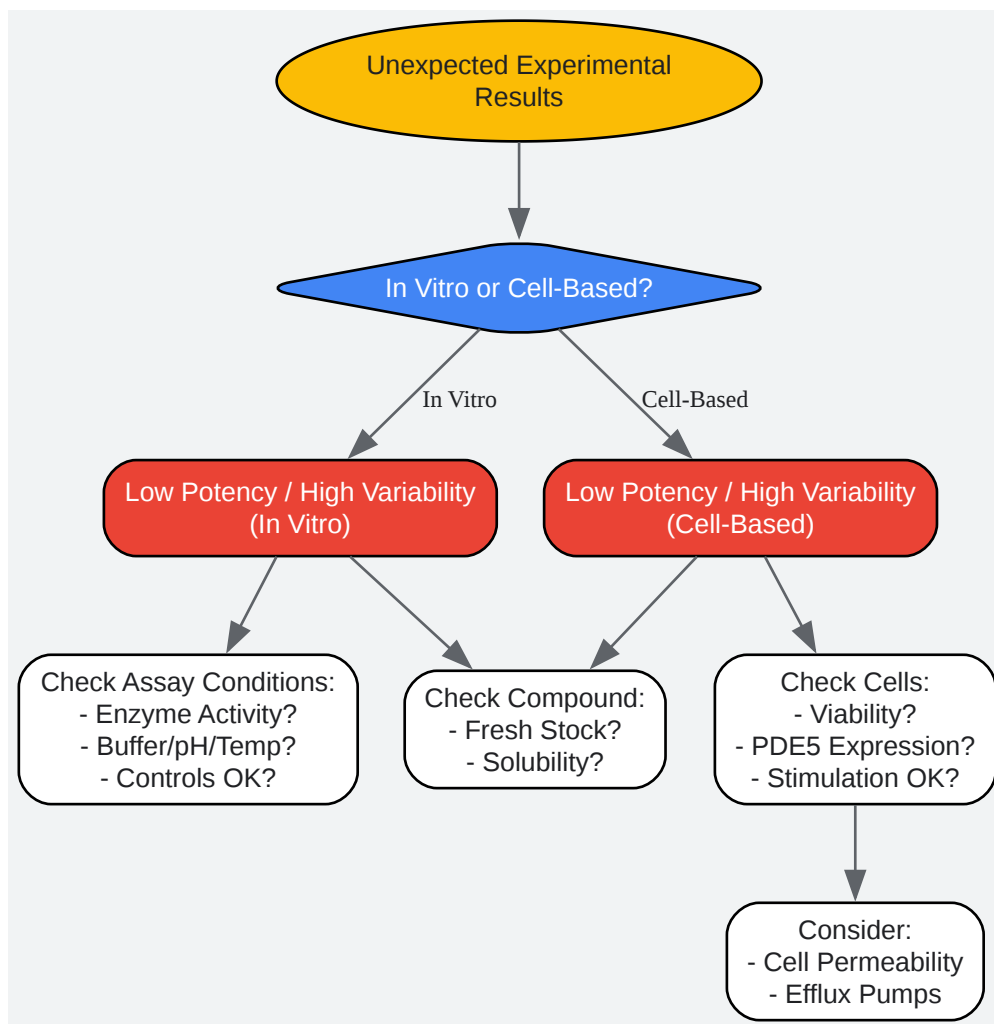 Unexpected Experimental
Results
In Vitro or Cell-Based?
In Vitro
Cell-Based
Low Potency / High Variability
(In Vitro)
Low Potency / High Variability
(Cell-Based)
Check Assay Conditions:
- Enzyme Activity?
- Buffer/pH/Temp?
- Controls OK?
Check Compound:
- Fresh Stock?
- Solubility?
Check Cells:
- Viability?
- PDE5 Expression?
- Stimulation OK?
Consider:
- Cell Permeability
- Efflux Pumps